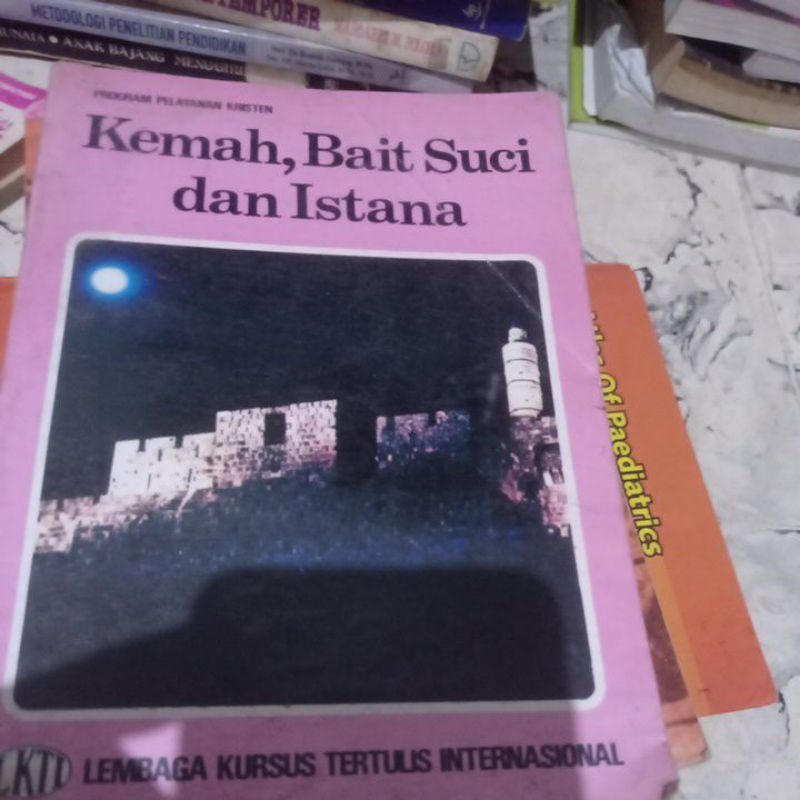 METODOLOGI PENELITIAN PENDIDIKAN
ANAK BAJANG
PROGRAM PELAYANAN KRISTEN
Kemah, Bait Suci
dan Istana
Of Paediatrics
LKTI LEMBAGA KURSUS TERTULIS INTERNASIONAL